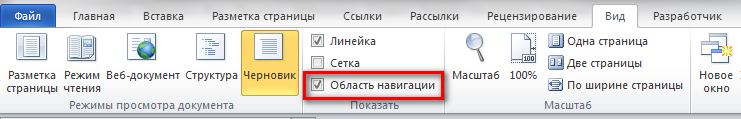 Файл Главная Вставка Разметка страницы Ссылки Рассылки Рецензирование Вид Разработчик
Разметка страницы
Режим чтения
Веб-документ
Структура
Черновик
Режимы просмотра документа
Линейка
Сетка
Область навигации
Показать
Масштаб
100
100%
Одна страница
Две страницы
По ширине страницы
Масштаб
Новое окно